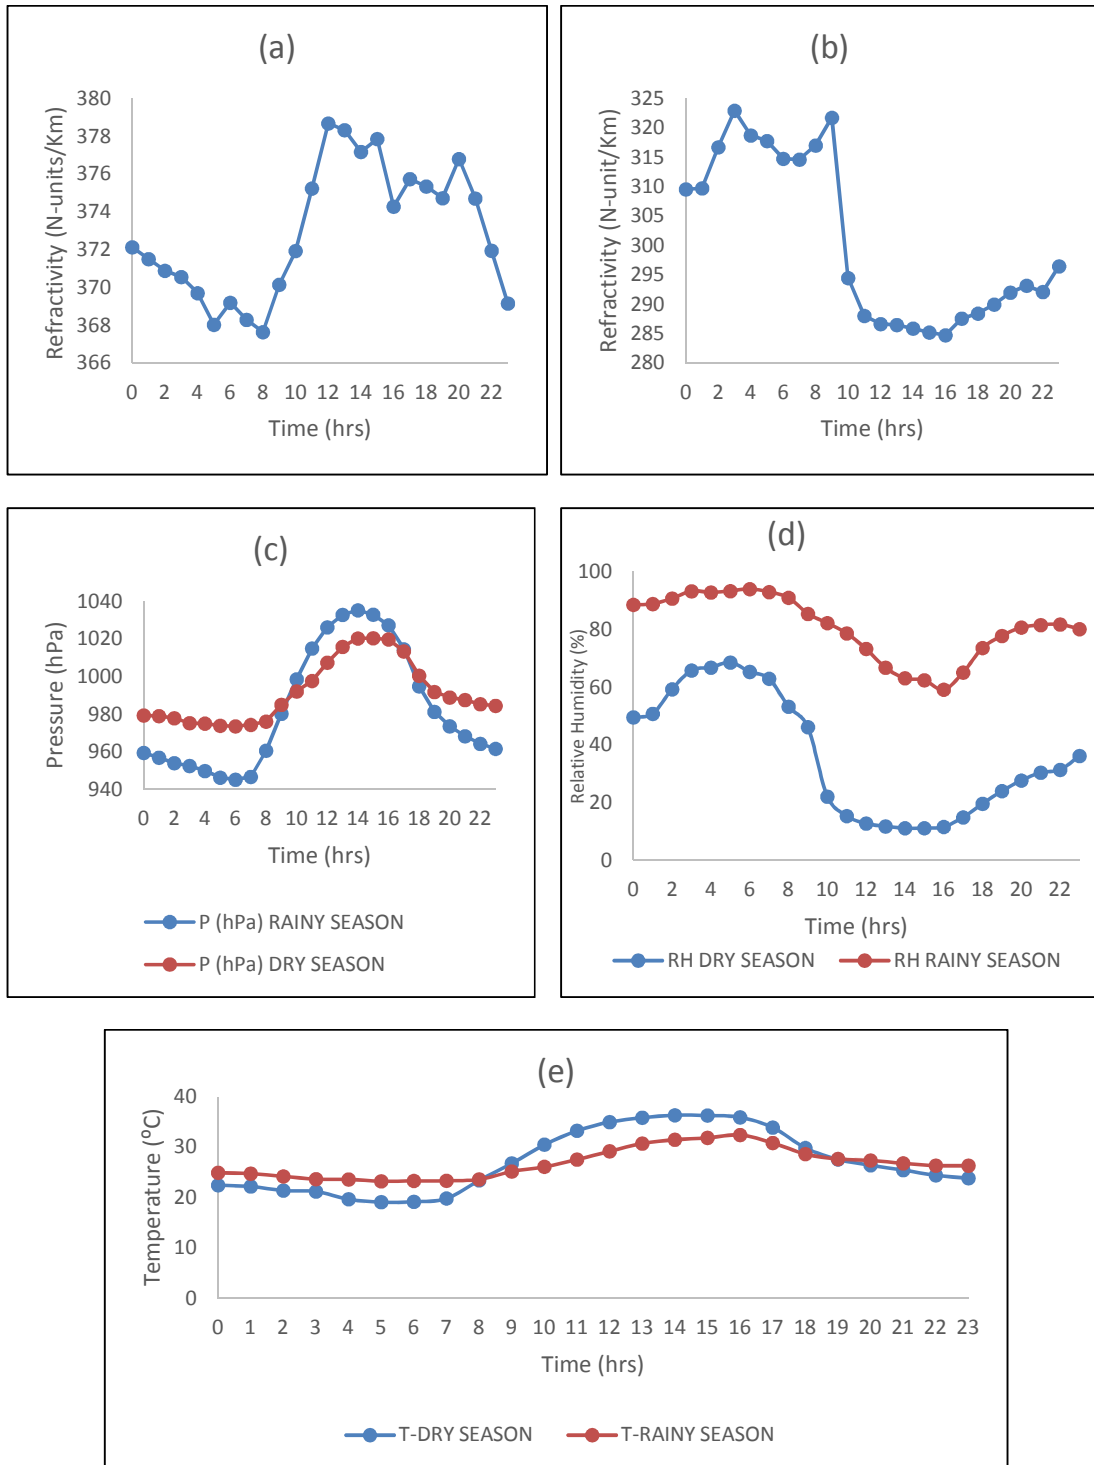 (a)
Refractivity (N-units/Km)
380
378
376
374
372
370
368
366
0 2 4 6 8 10 12 14 16 18 20 22
Time (hrs)
(b)
Refractivity (N-unit/Km)
325
320
315
310
305
300
295
290
285
280
0 2 4 6 8 10 12 14 16 18 20 22
Time (hrs)
(c)
Pressure (hPa)
1040
1020
1000
980
960
940
0 2 4 6 8 10 12 14 16 18 20 22
Time (hrs)
P (hPa) RAINY SEASON
P (hPa) DRY SEASON
(d)
Relative Humidity (%)
100
80
60
40
20
0
0 2 4 6 8 10 12 14 16 18 20 22
Time (hrs)
RH DRY SEASON RH RAINY SEASON
(e)
Temperature (⁰C)
40
30
20
10
0
0 1 2 3 4 5 6 7 8 9 10 11 12 13 14 15 16 17 18 19 20 21 22 23
Time (hrs)
T-DRY SEASON T-RAINY SEASON